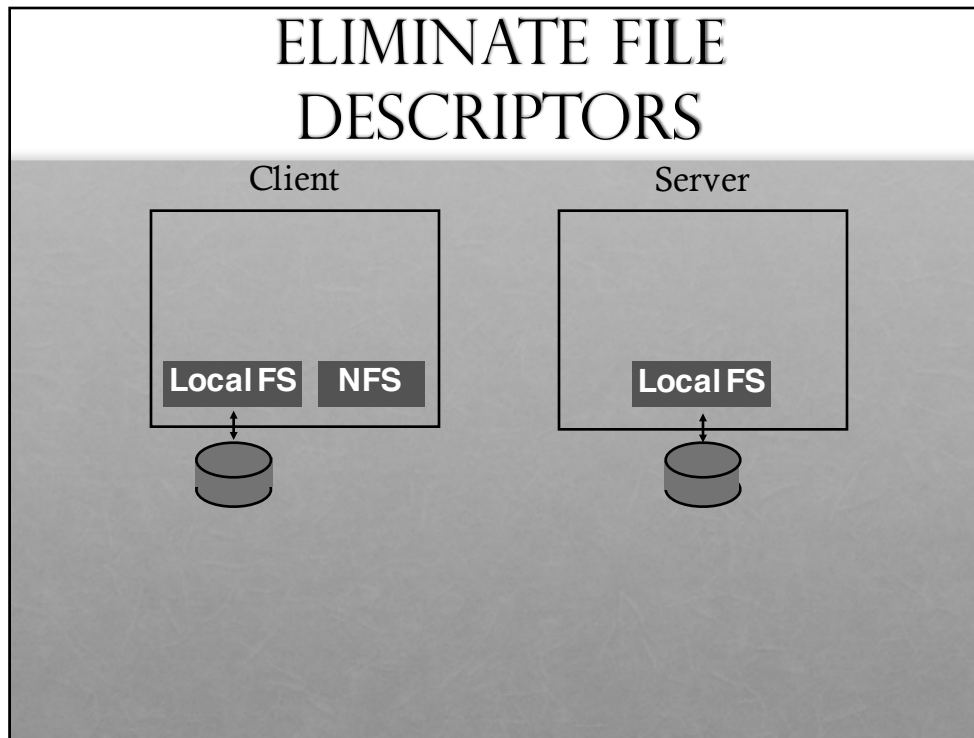 ELIMINATE FILE
DESCRIPTORS
Client
Server
Local FS
NFS
Local FS